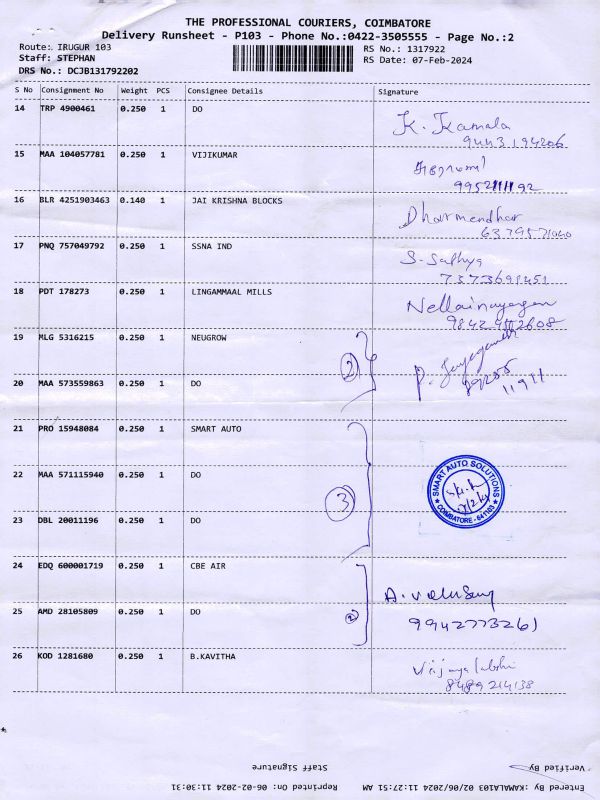 THE PROFESSIONAL COURIERS, COIMBATORE
Delivery Runsheet - P103 - Phone No.:0422-3505555 - Page No.:2
Route: IRUGUR 103
Staff: STEPHAN
DRS No.: DCJB131792202
RS No.: 1317922
RS Date: 07-Feb-2024
S No Consignment No Weight PCS Consignee Details Signature
14 TRP 4900461 0.250 1 DO K. Kamala
9443194206
15 MAA 104057781 0.250 1 VIJIKUMAR
16 BLR 4251903463 0.140 1 JAI KRISHNA BLOCKS Dharmendhar
17 PNQ 757049792 0.250 1 SSNA IND S. Sathya
7373691451
18 PDT 178273 0.250 1 LINGAMMAAL MILLS Nellainayagan
19 MLG 5316215 0.250 1 NEUGROW
2
20 MAA 573559863 0.250 1 DO
21 PRO 15948084 0.250 1 SMART AUTO
22 MAA 571115940 0.250 1 DO
3
SMART AUTO SOLUTIONS
COIMBATORE - 641103
23 DBL 20011196 0.250 1 DO
24 EDQ 600001719 0.250 1 CBE AIR
25 AMD 28105809 0.250 1 DO
2
9942773261
26 KOD 1281680 0.250 1 B.KAVITHA
8489214138
Verified By
Staff Signature
Entered By :KAMALA103 02/06/2024 11:27:51 AM
Reprinted On: 06-02-2024 11:30:31